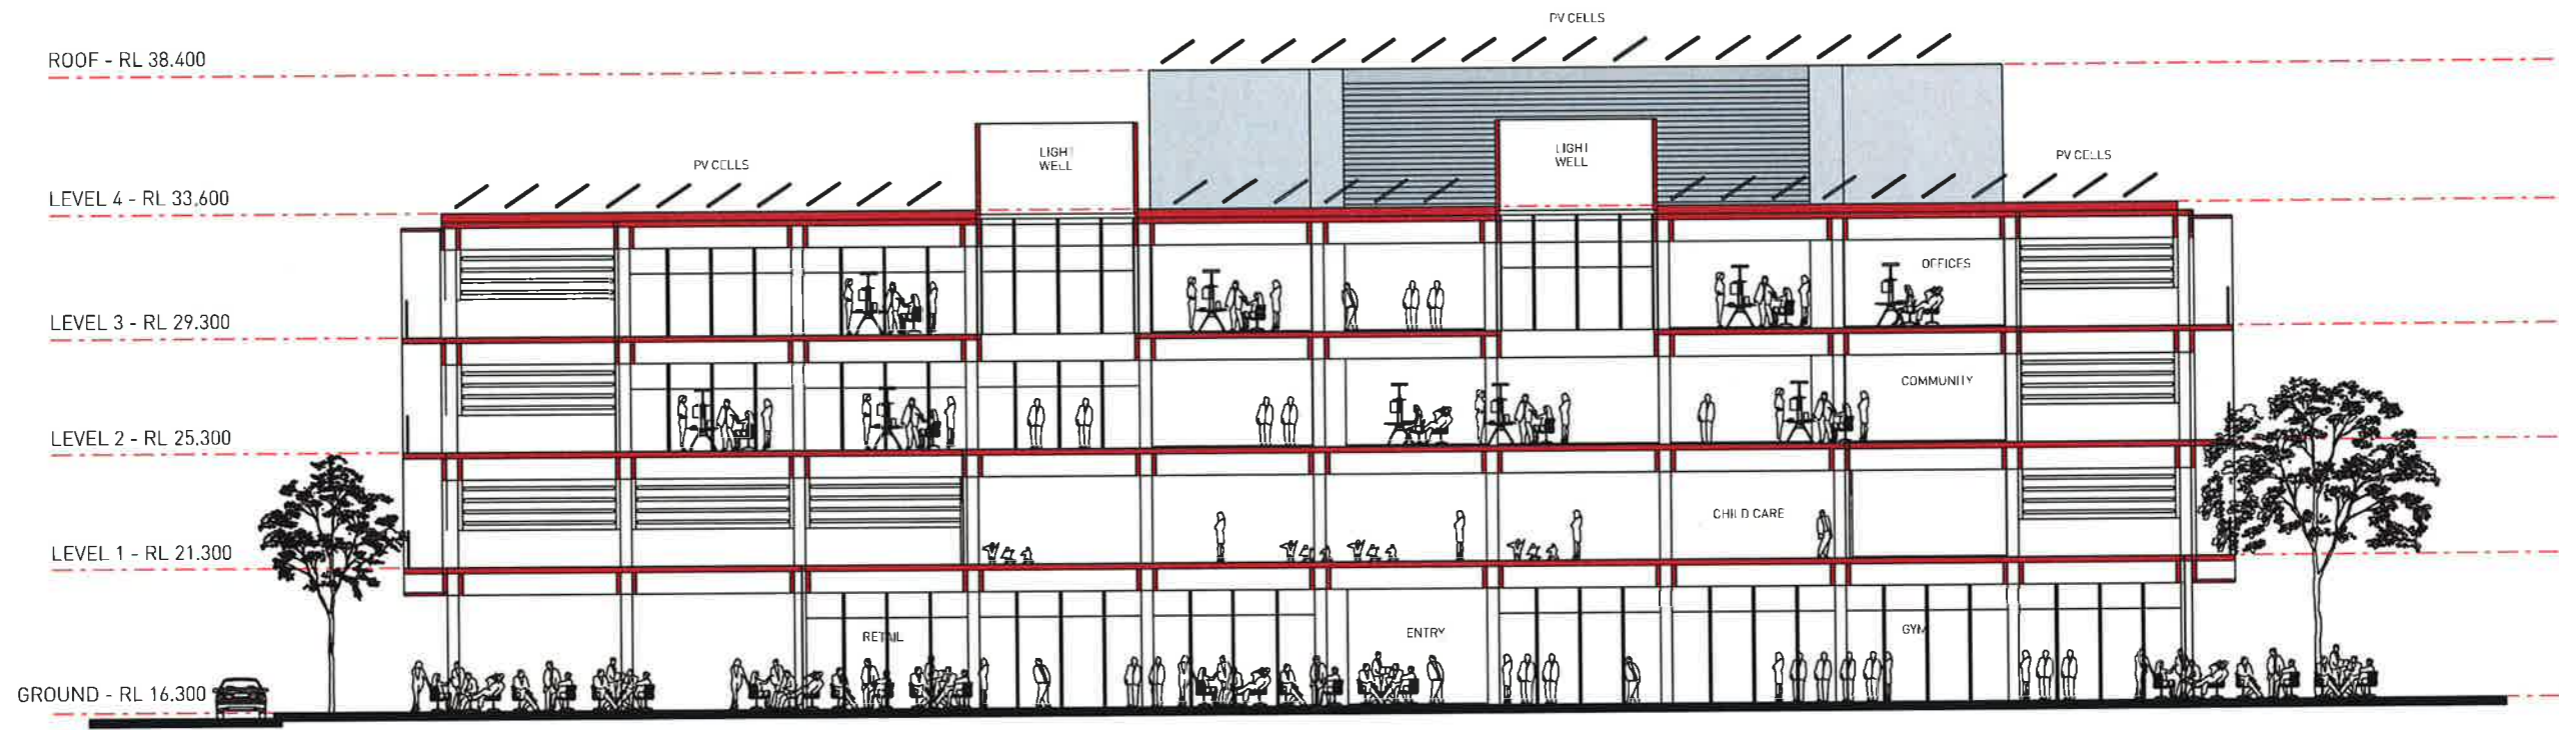 PV CELLS
ROOF - RL 38.400
LIGHT
WELL
LIGHT
WELL
PV CELLS
PV CELLS
LEVEL 4 - RL 33.600
OFFICES
LEVEL 3 - RL 29.300
COMMUNITY
LEVEL 2 - RL 25.300
CHILD CARE
LEVEL 1 - RL 21.300
RETAIL
ENTRY
GYM
GROUND - RL 16.300